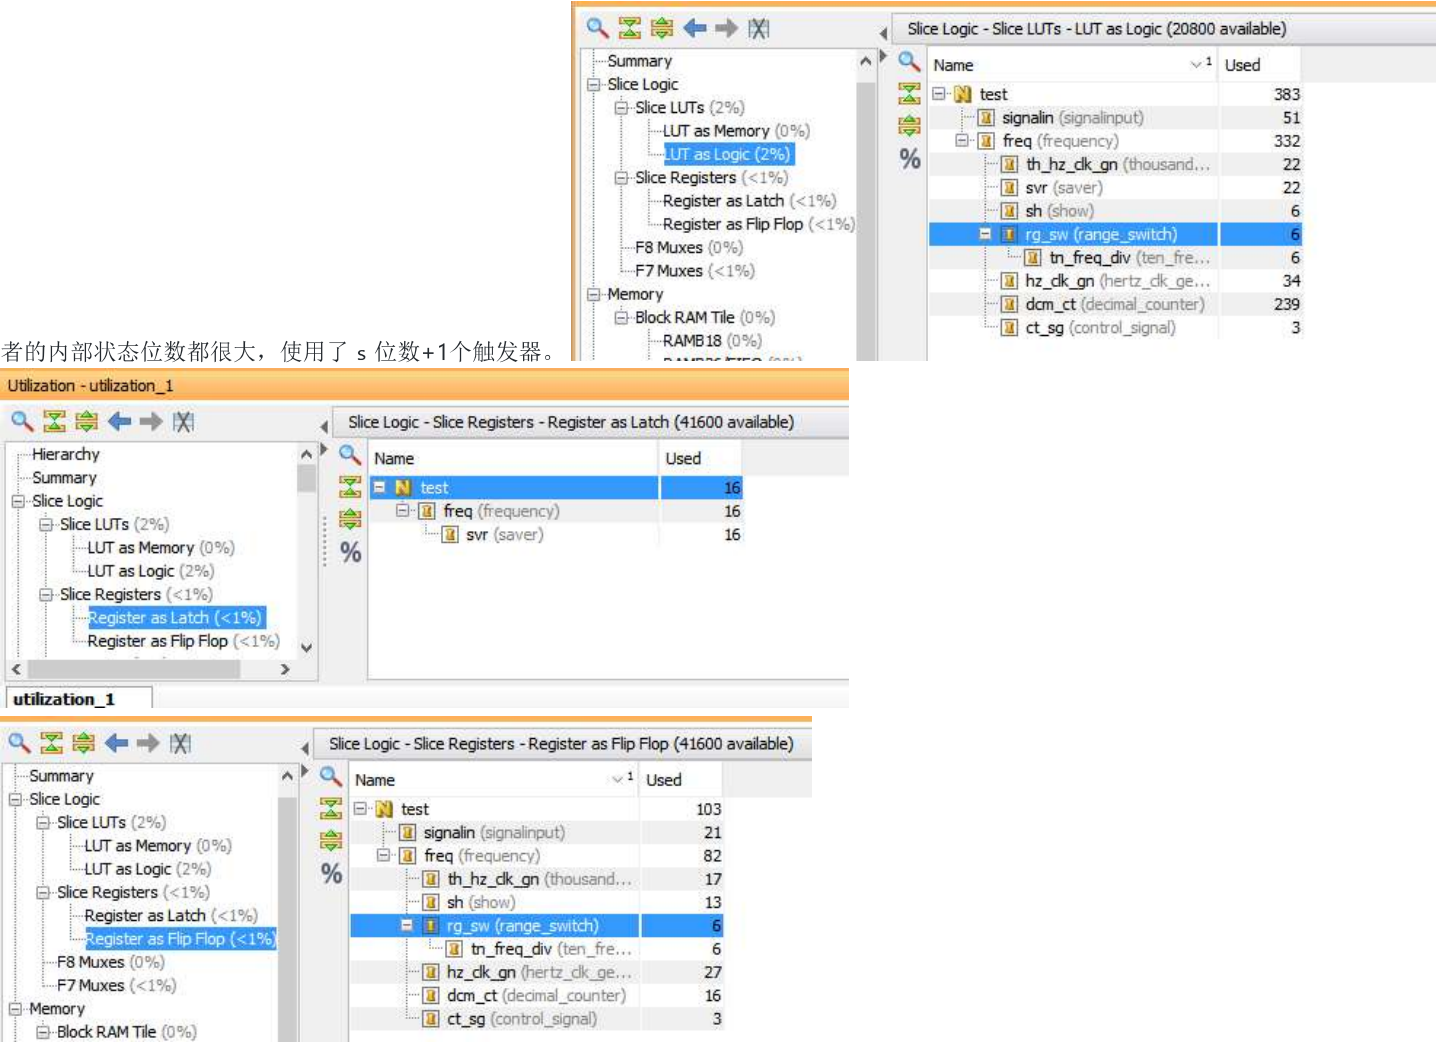 Slice Logic - Slice LUTs - LUT as Logic (20800 available)
Summary
Slice Logic
Slice LUTs (2%)
LUT as Memory (0%)
LUT as Logic (2%)
Slice Registers (<1%)
Register as Latch (<1%)
Register as Flip Flop (<1%)
F8 Muxes (0%)
F7 Muxes (<1%)
Memory
Block RAM Tile (0%)
RAMB18 (0%)
%
Name 1 Used
test 383
signalin (signalinput) 51
freq (frequency) 332
th_hz_clk_gn (thousand... 22
svr (saver) 22
sh (show) 6
rg_sw (range_switch) 6
tn_freq_div (ten_fre... 6
hz_clk_gn (hertz_clk_ge... 34
dcm_ct (decimal_counter) 239
ct_sg (control_signal) 3
者的内部状态位数都很大，使用了 s 位数+1个触发器。
Utilization - utilization_1
Slice Logic - Slice Registers - Register as Latch (41600 available)
Hierarchy
Summary
Slice Logic
Slice LUTs (2%)
LUT as Memory (0%)
LUT as Logic (2%)
Slice Registers (<1%)
Register as Latch (<1%)
Register as Flip Flop (<1%)
%
Name Used
test 16
freq (frequency) 16
svr (saver) 16
utilization_1
Slice Logic - Slice Registers - Register as Flip Flop (41600 available)
Summary
Slice Logic
Slice LUTs (2%)
LUT as Memory (0%)
LUT as Logic (2%)
Slice Registers (<1%)
Register as Latch (<1%)
Register as Flip Flop (<1%)
F8 Muxes (0%)
F7 Muxes (<1%)
Memory
Block RAM Tile (0%)
%
Name 1 Used
test 103
signalin (signalinput) 21
freq (frequency) 82
th_hz_clk_gn (thousand... 17
sh (show) 13
rg_sw (range_switch) 6
tn_freq_div (ten_fre... 6
hz_clk_gn (hertz_clk_ge... 27
dcm_ct (decimal_counter) 16
ct_sg (control_signal) 3